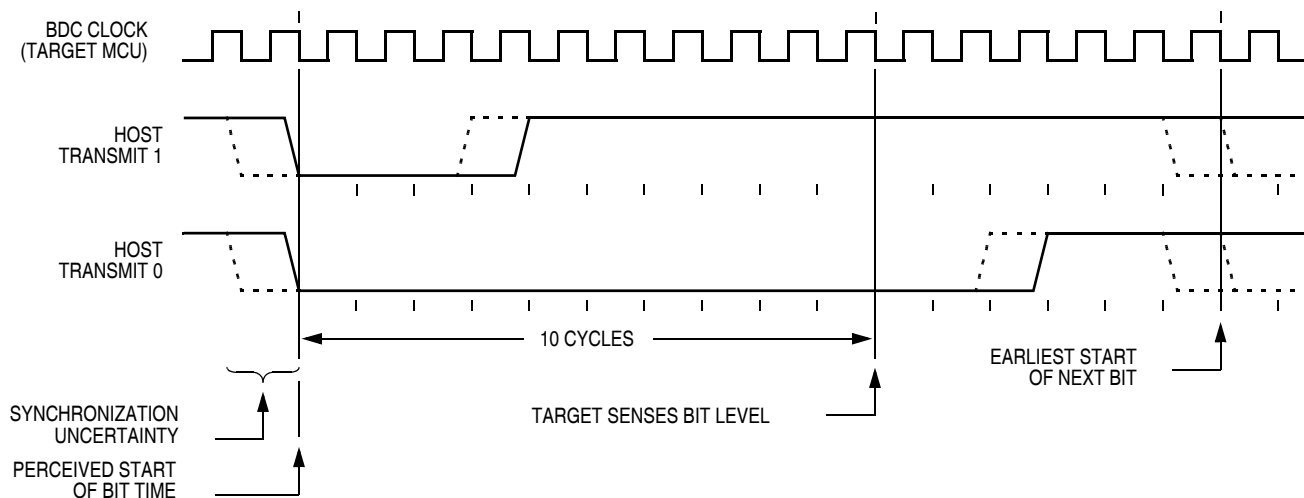 BDC CLOCK
(TARGET MCU)
HOST
TRANSMIT 1
HOST
TRANSMIT 0
10 CYCLES
EARLIEST START
OF NEXT BIT
SYNCHRONIZATION
UNCERTAINTY
TARGET SENSES BIT LEVEL
PERCEIVED START
OF BIT TIME